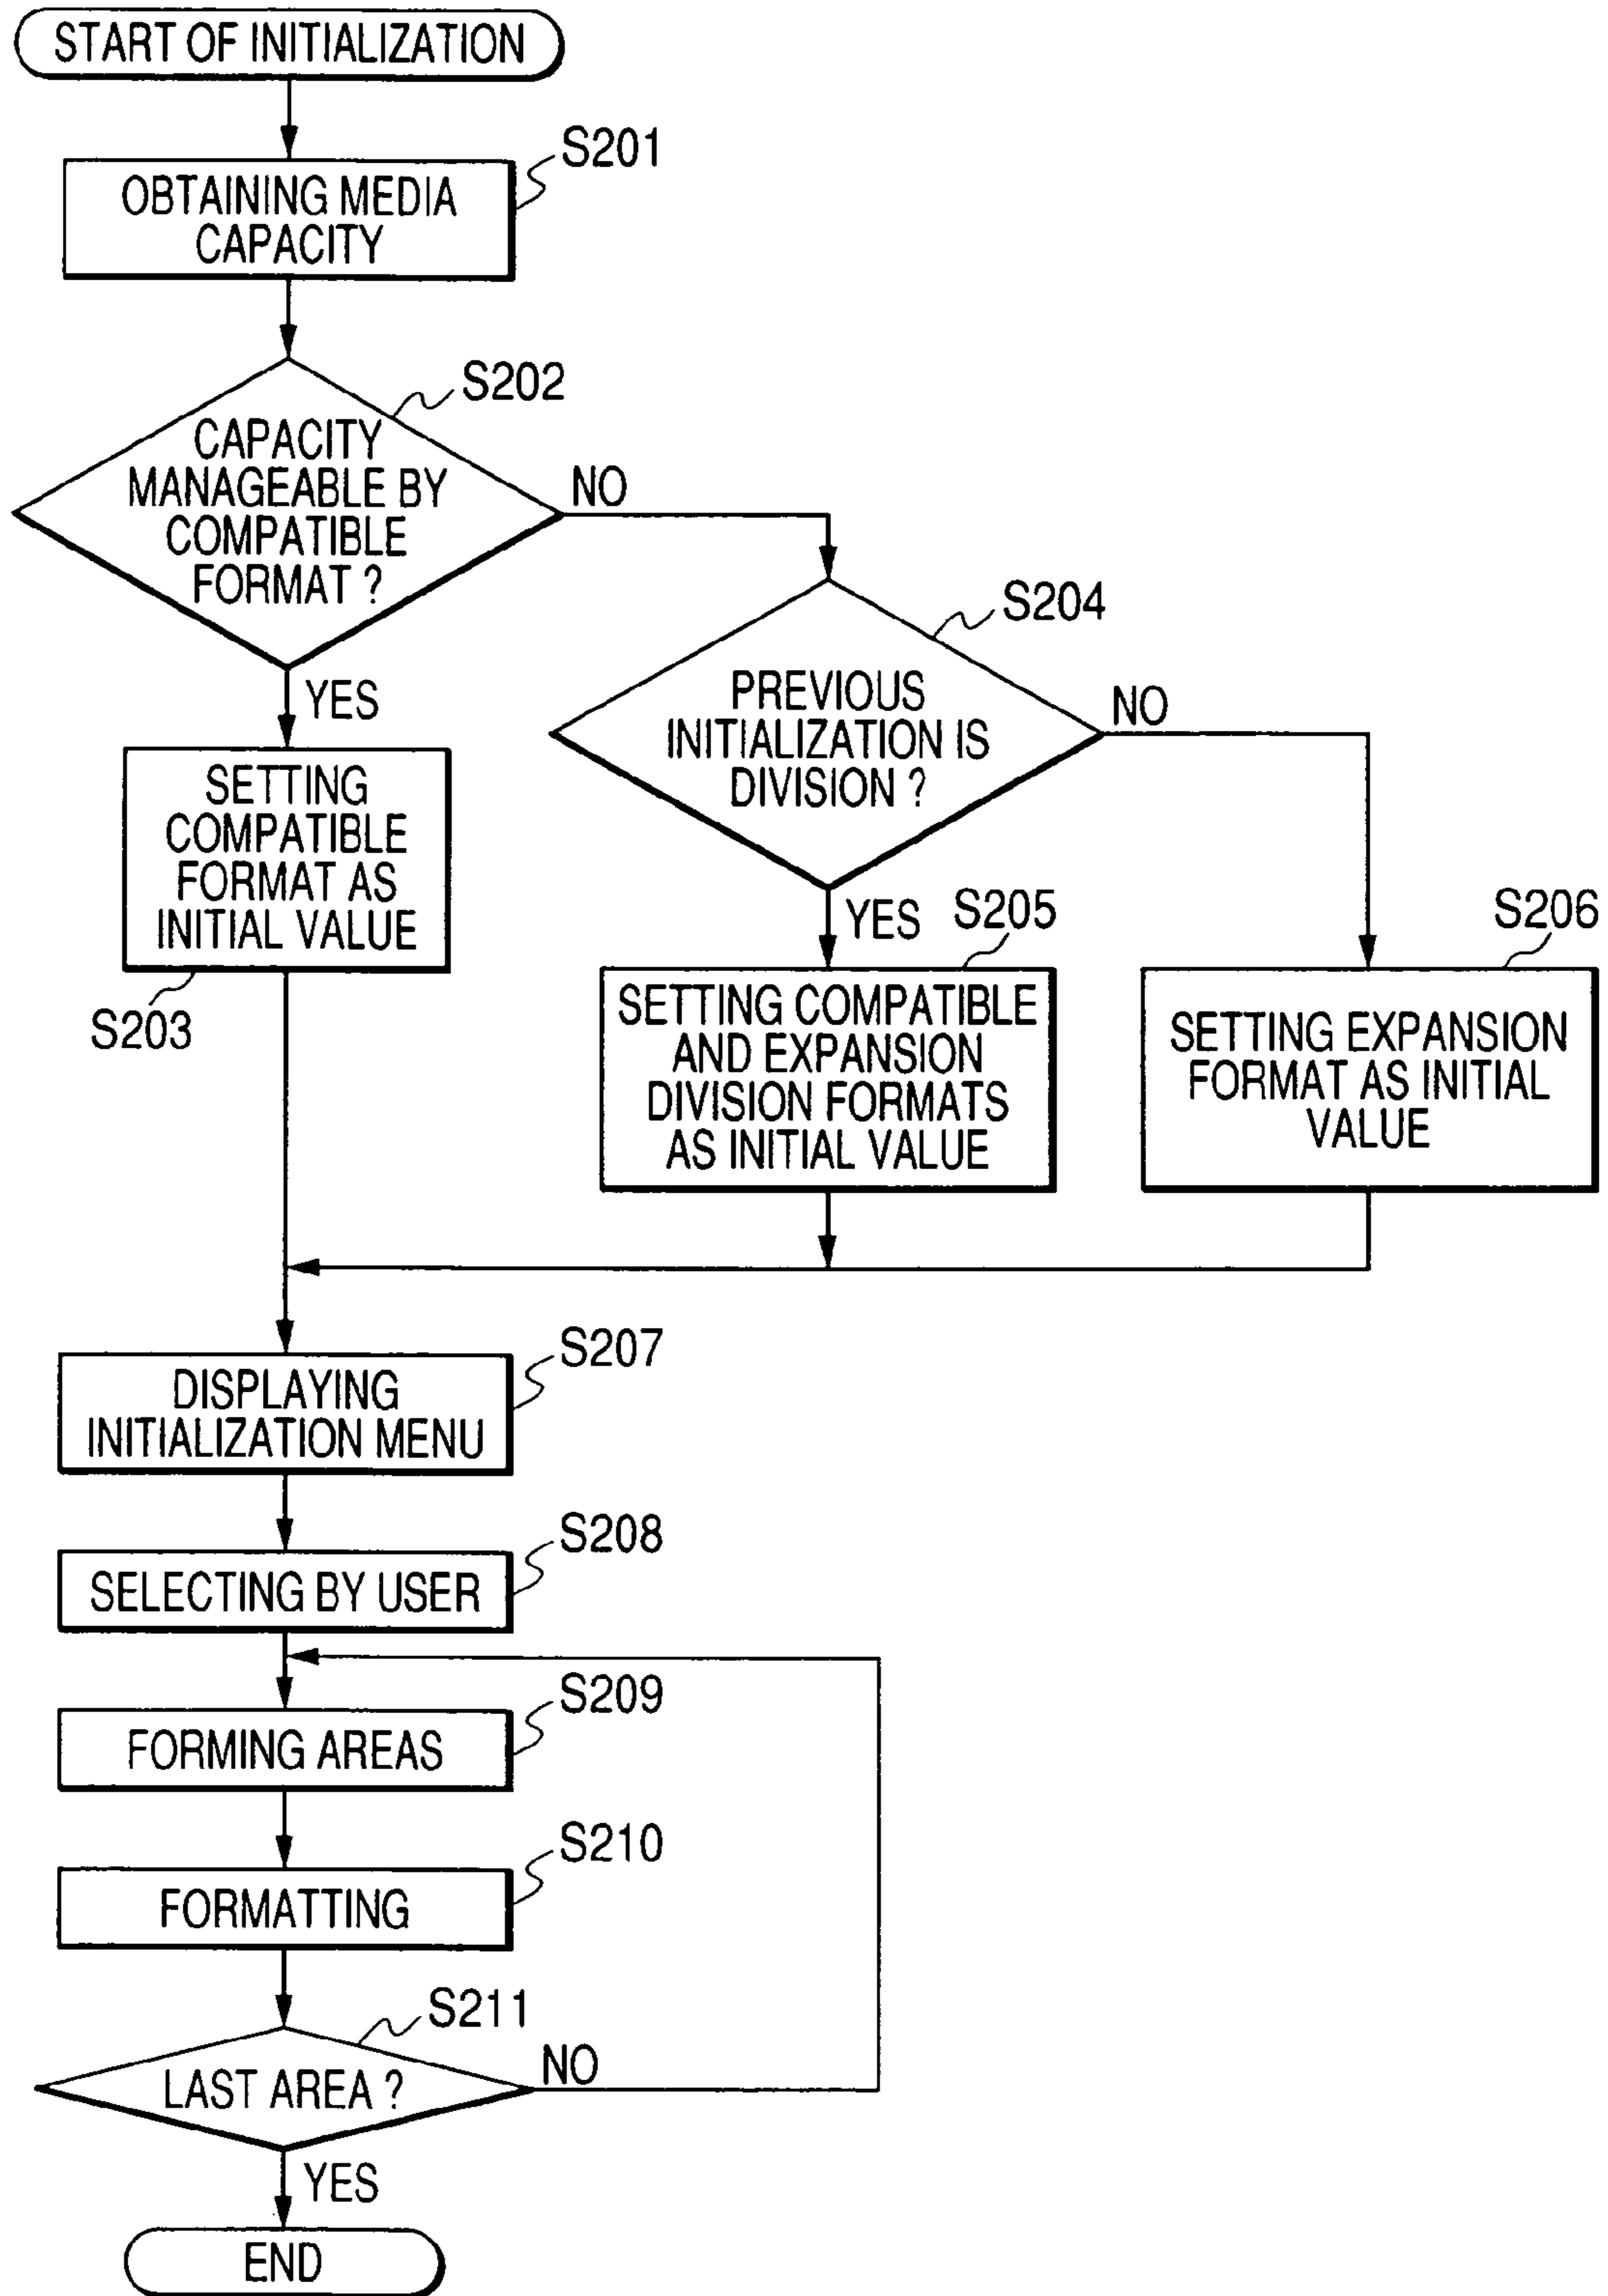 START OF INITIALIZATION
S201
OBTAINING MEDIA
CAPACITY
S202
CAPACITY
MANAGEABLE BY
COMPATIBLE
FORMAT ?
NO
YES
S204
PREVIOUS
INITIALIZATION IS
DIVISION ?
NO
YES
SETTING
COMPATIBLE
FORMAT AS
INITIAL VALUE
S203
S205
SETTING COMPATIBLE
AND EXPANSION
DIVISION FORMATS
AS INITIAL VALUE
S206
SETTING EXPANSION
FORMAT AS INITIAL
VALUE
S207
DISPLAYING
INITIALIZATION MENU
S208
SELECTING BY USER
S209
FORMING AREAS
S210
FORMATTING
S211
LAST AREA ?
NO
YES
END